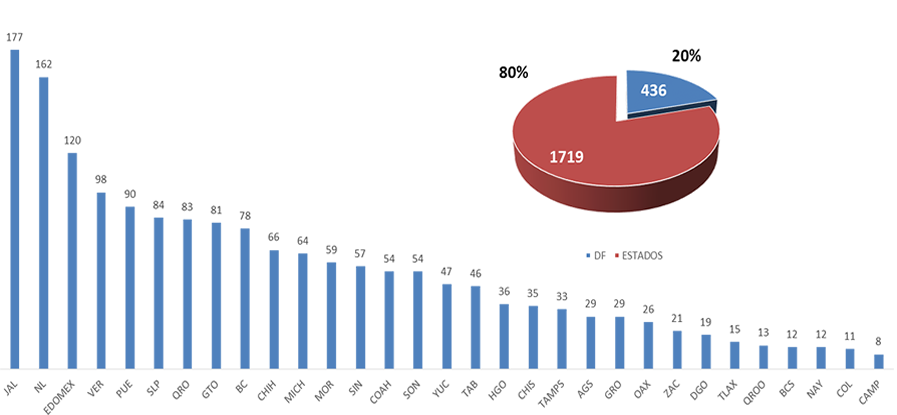 177
162
120
98
90
84
83
81
78
66
64
59
57
54
54
47
46
36
35
33
29
29
26
21
19
15
13
12
12
11
8
80%
20%
436
1719
DF ESTADOS
JAL
NL
EDOMEX
VER
PUE
SLP
QRO
GTO
BC
CHIH
MICH
MOR
SIN
COAH
SON
YUC
TAB
HGO
CHIS
TAMPS
AGS
GRO
OAX
ZAC
DGO
TLAX
QROO
BCS
NAY
COL
CAMP